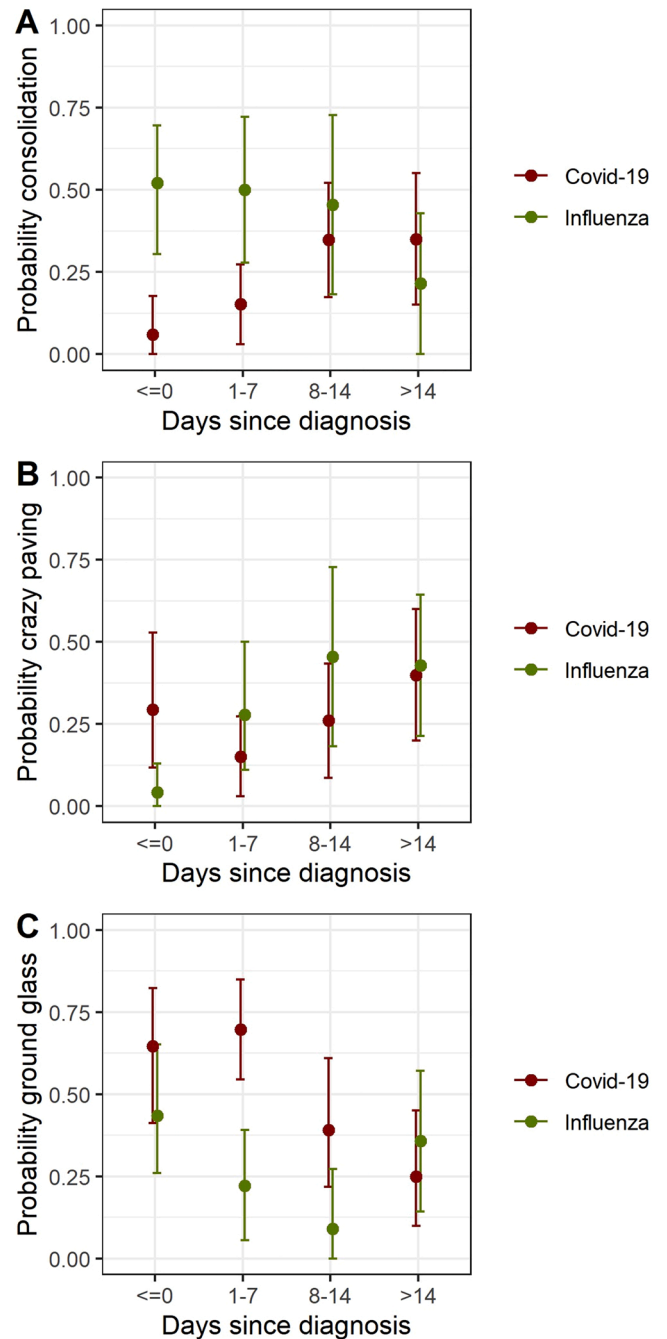 A
Probability consolidation
1.00
0.75
0.50
0.25
0.00
<=0 1-7 8-14 >14
Days since diagnosis
Covid-19
Influenza
B
Probability crazy paving
1.00
0.75
0.50
0.25
0.00
<=0 1-7 8-14 >14
Days since diagnosis
Covid-19
Influenza
C
Probability ground glass
1.00
0.75
0.50
0.25
0.00
<=0 1-7 8-14 >14
Days since diagnosis
Covid-19
Influenza